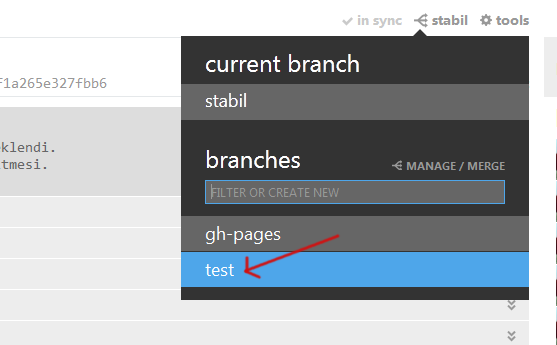 in sync stabil tools
current branch
f1a265e327fbb6
stabil
eklendi.
tmesi.
branches
MANAGE / MERGE
FILTER OR CREATE NEW
gh-pages
test